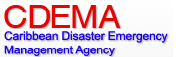 CDEMA
Caribbean Disaster Emergency
Management Agency